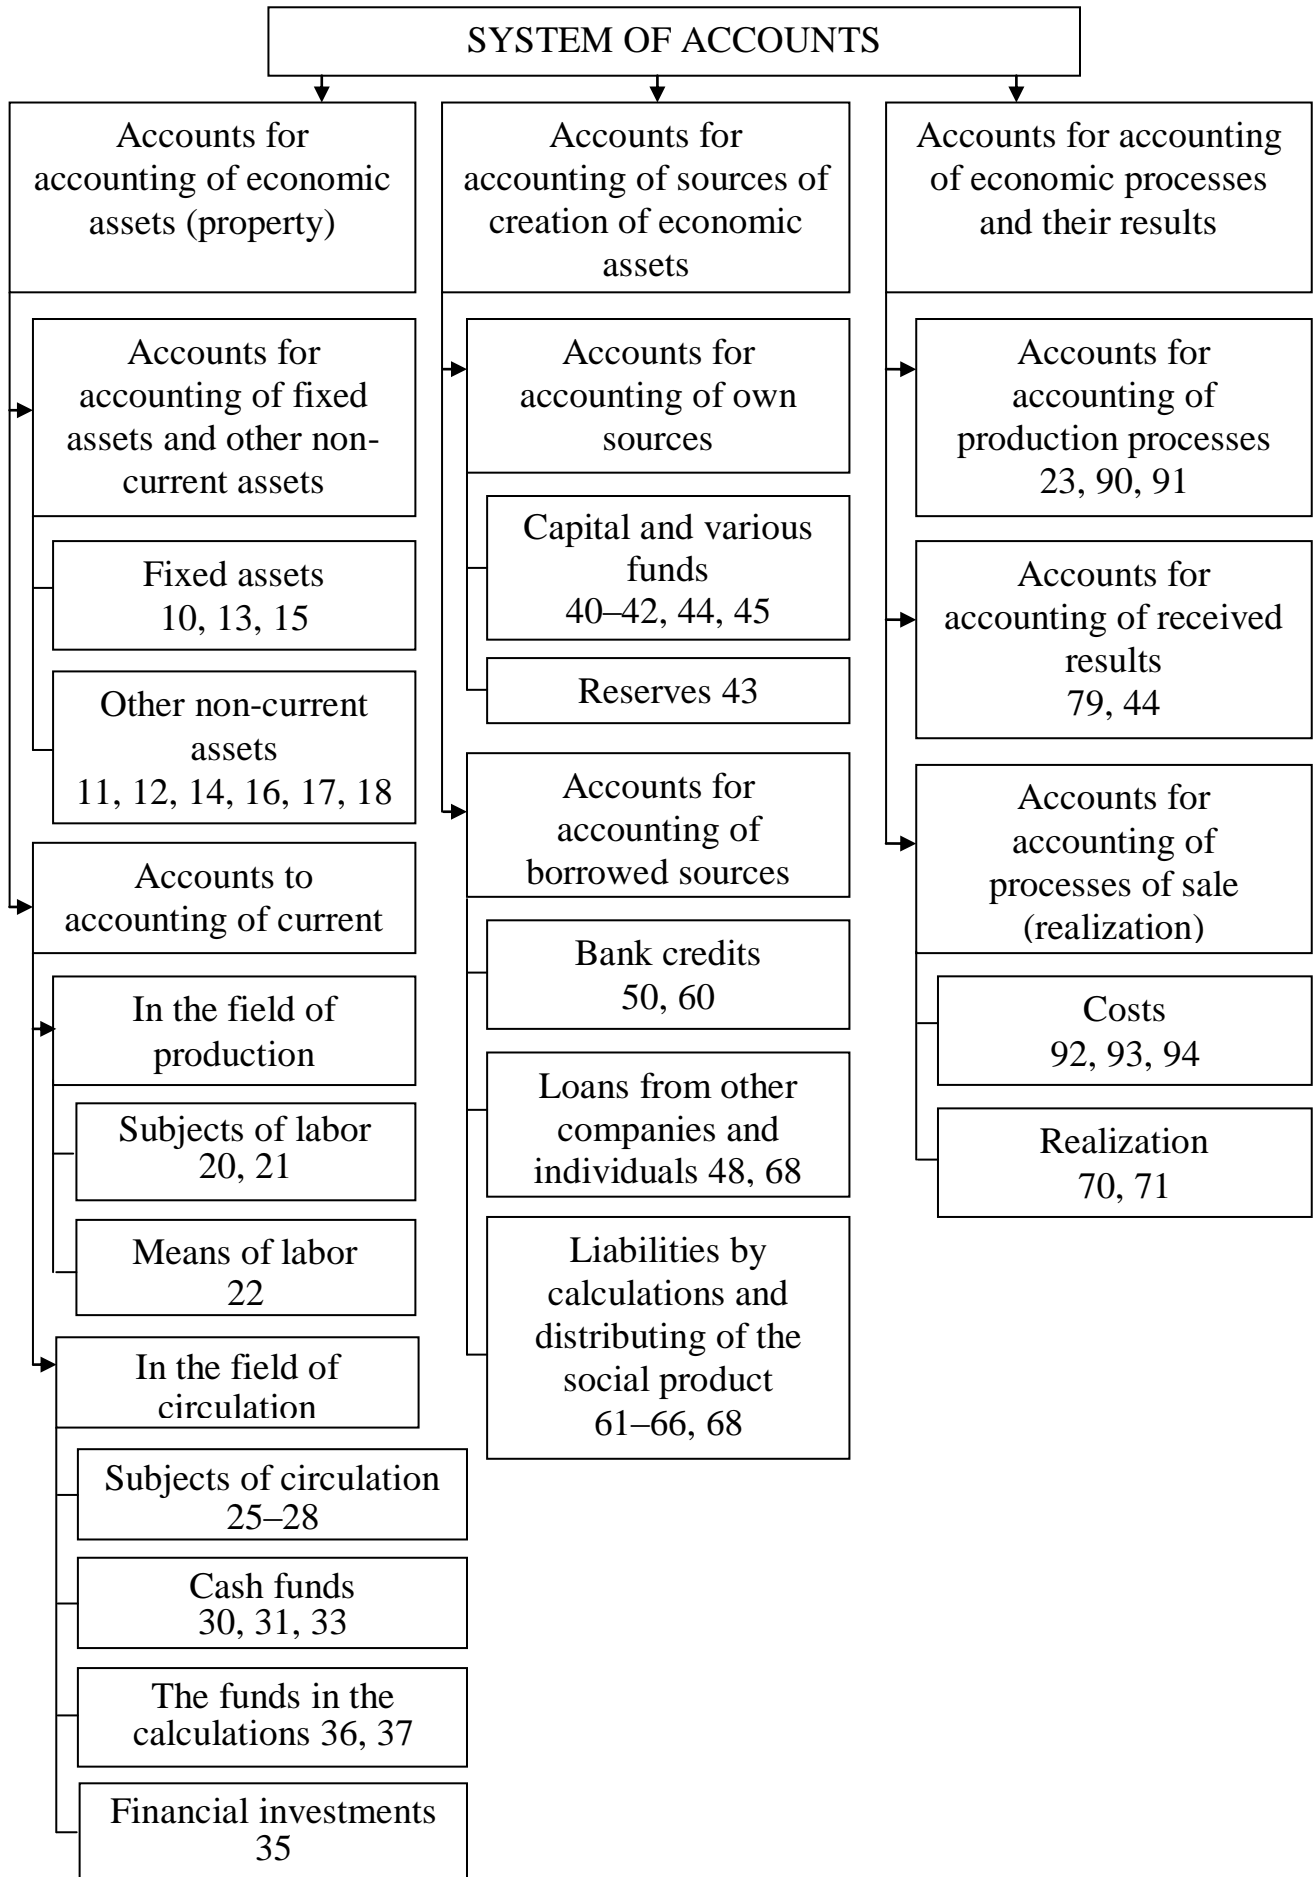 SYSTEM OF ACCOUNTS
Accounts for
accounting of economic
assets (property)
Accounts for
accounting of fixed
assets and other non-
current assets
Fixed assets
10, 13, 15
Other non-current
assets
11, 12, 14, 16, 17, 18
Accounts to
accounting of current
In the field of
production
Subjects of labor
20, 21
Means of labor
22
In the field of
circulation
Subjects of circulation
25–28
Cash funds
30, 31, 33
The funds in the
calculations 36, 37
Financial investments
35
Accounts for
accounting of sources of
creation of economic
assets
Accounts for
accounting of own
sources
Capital and various
funds
40–42, 44, 45
Reserves 43
Accounts for
accounting of
borrowed sources
Bank credits
50, 60
Loans from other
companies and
individuals 48, 68
Liabilities by
calculations and
distributing of the
social product
61–66, 68
Accounts for accounting
of economic processes
and their results
Accounts for
accounting of
production processes
23, 90, 91
Accounts for
accounting of received
results
79, 44
Accounts for
accounting of
processes of sale
(realization)
Costs
92, 93, 94
Realization
70, 71